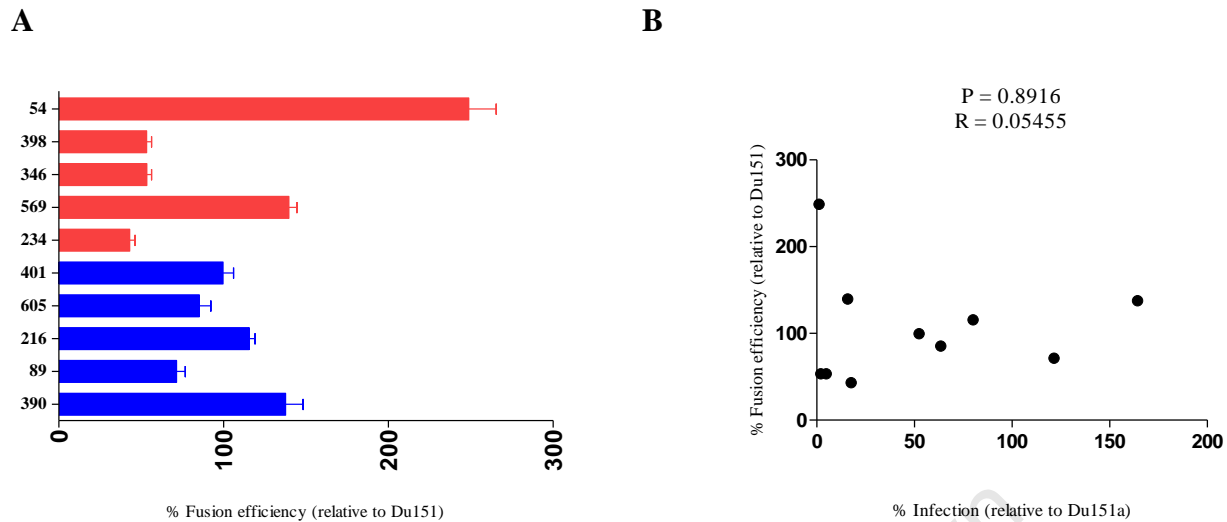 A
54
398
346
569
234
401
605
216
89
390
0
100
200
300
% Fusion efficiency (relative to Du151)
B
P = 0.8916
R = 0.05455
% Fusion efficiency (relative to Du151)
300
200
100
0
0 50 100 150 200
% Infection (relative to Du151a)